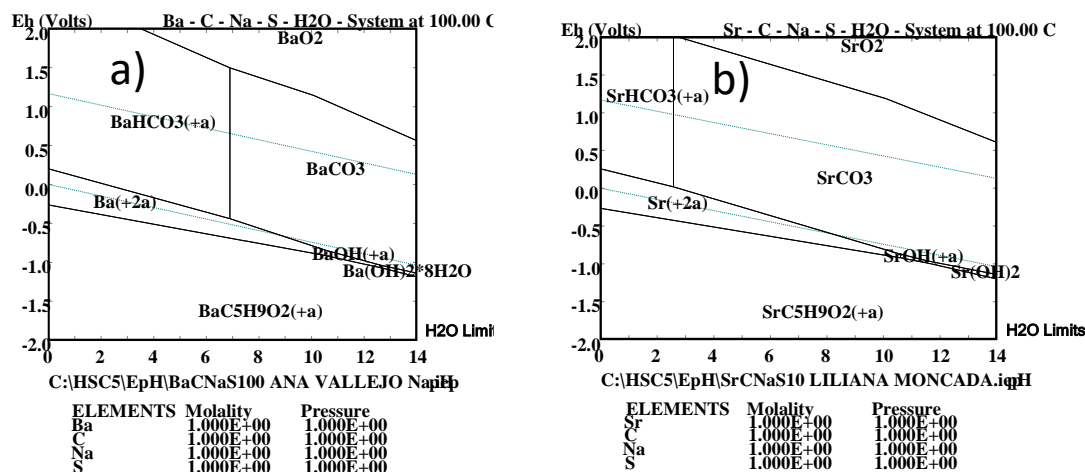 Eh (Volts) Ba - C - Na - S - H2O - System at 100.00 C
2.0 BaO2
a)
1.5
1.0
BaHCO3(+a)
0.5
BaCO3
0.0
Ba(+2a)
-0.5
BaOH(+a)
-1.0
Ba(OH)2*8H2O
-1.5
BaC5H9O2(+a)
H2O Limit
-2.0
0 2 4 6 8 10 12 14
C:\HSC5\EpH\BaCNaS100 ANA VALLEJO Na
ELEMENTS Molality Pressure
Ba 1.000E+00 1.000E+00
C 1.000E+00 1.000E+00
Na 1.000E+00 1.000E+00
S 1.000E+00 1.000E+00
Eh (Volts) Sr - C - Na - S - H2O - System at 100.00 C
2.0 SrO2
b)
1.5
SrHCO3(+a)
1.0
0.5
SrCO3
0.0
Sr(+2a)
-0.5
SrOH(+a)
-1.0
Sr(OH)2
-1.5
SrC5H9O2(+a)
H2O Limits
-2.0
0 2 4 6 8 10 12 14
C:\HSC5\EpH\SrCNaS10 LILIANA MONCADA.
ELEMENTS Molality Pressure
Sr 1.000E+00 1.000E+00
C 1.000E+00 1.000E+00
Na 1.000E+00 1.000E+00
S 1.000E+00 1.000E+00